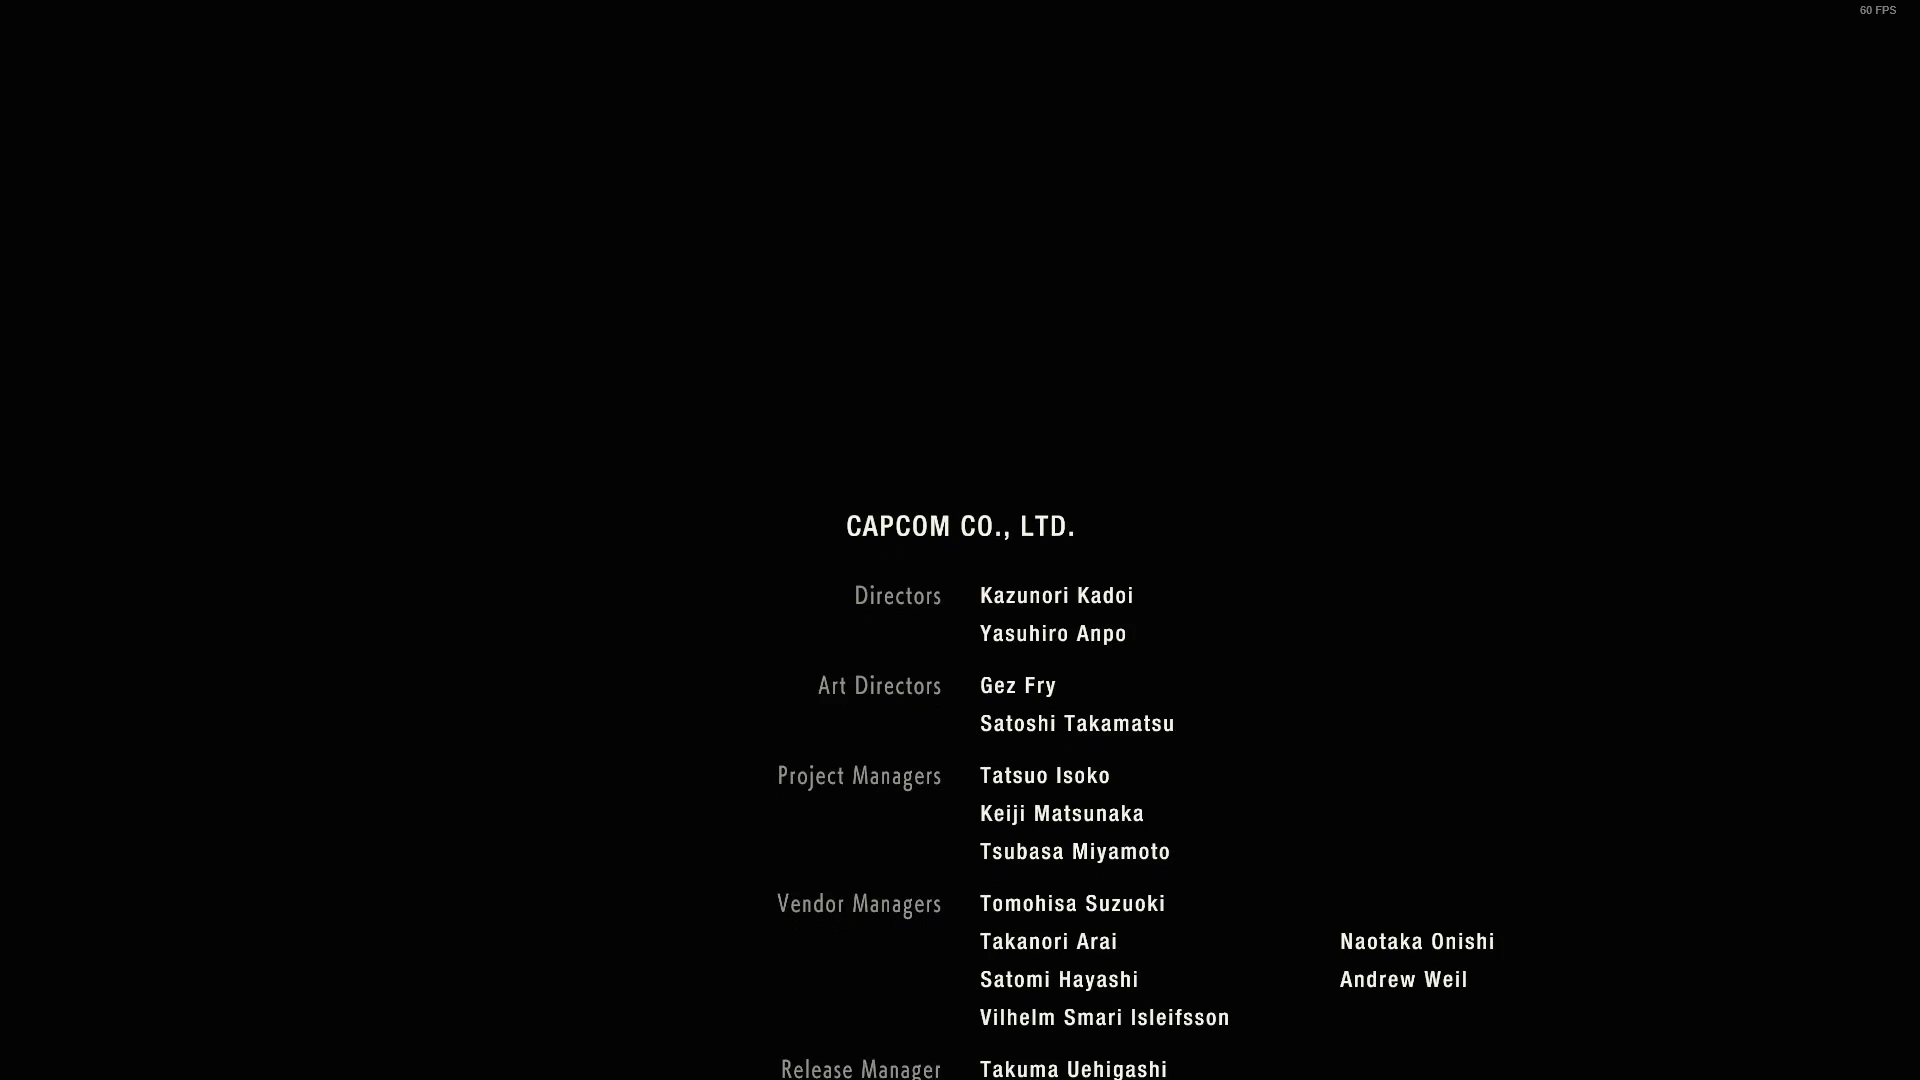 60 FPS
CAPCOM CO., LTD.
Directors Kazunori Kadoi
Yasuhiro Anpo
Art Directors Gez Fry
Satoshi Takamatsu
Project Managers Tatsuo Isoko
Keiji Matsunaka
Tsubasa Miyamoto
Vendor Managers Tomohisa Suzuoki
Takanori Arai Naotaka Onishi
Satomi Hayashi Andrew Weil
Vilhelm Smari Isleifsson
Release Manager Takuma Uehigashi